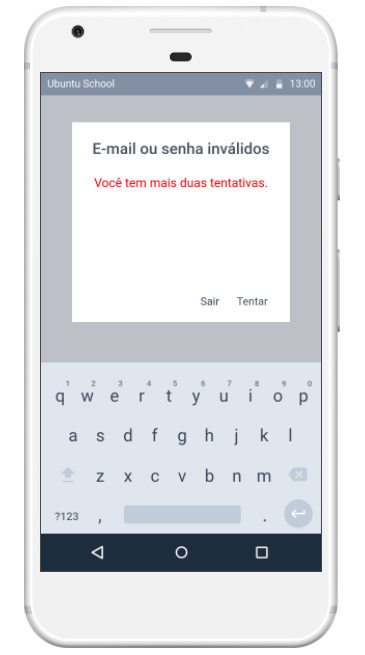 Ubuntu School 13:00
E-mail ou senha inválidos
Você tem mais duas tentativas.
Sair Tentar
1 2 3 4 5 6 7 8 9 0
q w e r t y u i o p
a s d f g h j k l
z x c v b n m
?123 , .